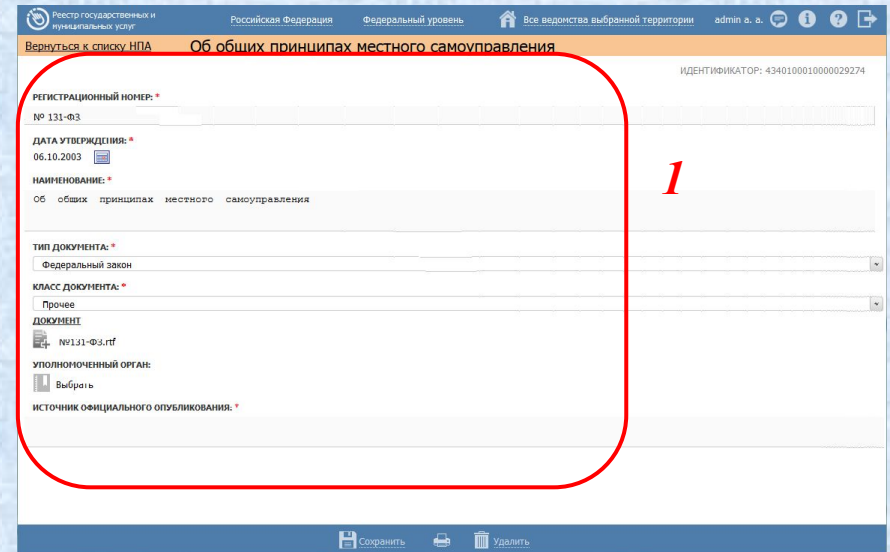 Реестр государственных и муниципальных услуг
Российская Федерация Федеральный уровень Все ведомства выбранной территории admin a. a.
Вернуться к списку НПА Об общих принципах местного самоуправления
ИДЕНТИФИКАТОР: 4340100010000029274
РЕГИСТРАЦИОННЫЙ НОМЕР: *
№ 131-ФЗ
ДАТА УТВЕРЖДЕНИЯ: *
06.10.2003
1
НАИМЕНОВАНИЕ: *
Об общих принципах местного самоуправления
ТИП ДОКУМЕНТА: *
Федеральный закон
КЛАСС ДОКУМЕНТА: *
Прочее
ДОКУМЕНТ
№131-ФЗ.rtf
УПОЛНОМОЧЕННЫЙ ОРГАН:
Выбрать
ИСТОЧНИК ОФИЦИАЛЬНОГО ОПУБЛИКОВАНИЯ: *
Сохранить Удалить